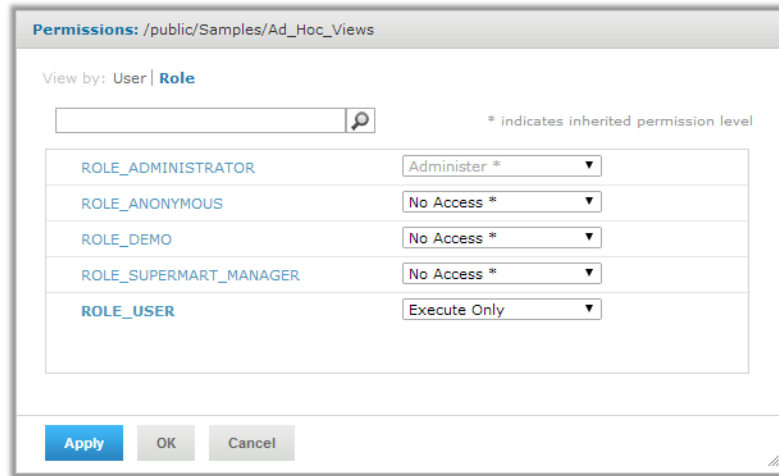 Permissions: /public/Samples/Ad_Hoc_Views
View by: User | Role
* indicates inherited permission level
ROLE_ADMINISTRATOR Administer *
ROLE_ANONYMOUS No Access *
ROLE_DEMO No Access *
ROLE_SUPERMART_MANAGER No Access *
ROLE_USER Execute Only
Apply OK Cancel